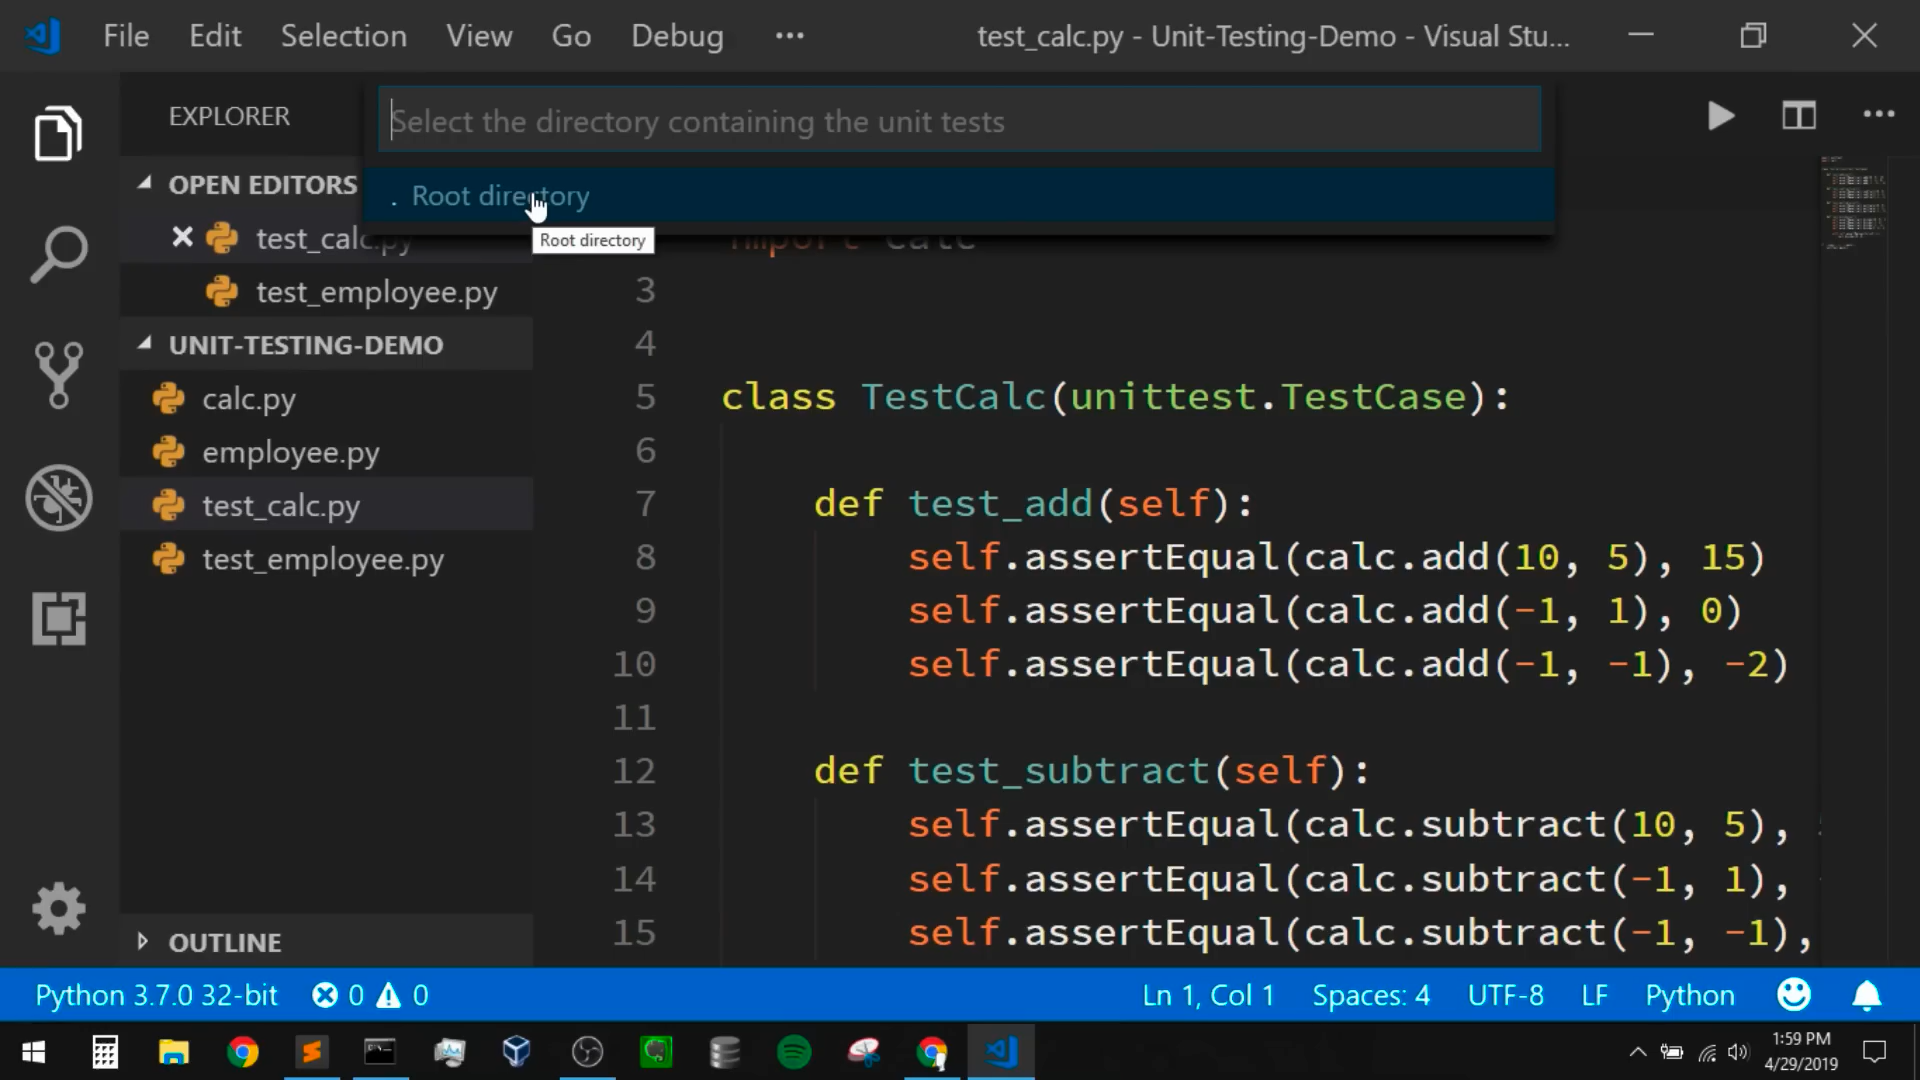 File Edit Selection View Go Debug ··· test_calc.py - Unit-Testing-Demo - Visual Stu...
EXPLORER
Select the directory containing the unit tests
. Root directory
Root directory
OPEN EDITORS
test_calc.py
test_employee.py
UNIT-TESTING-DEMO
calc.py
employee.py
test_calc.py
test_employee.py
OUTLINE
import calc
3
4
5 class TestCalc(unittest.TestCase):
6
7 def test_add(self):
8 self.assertEqual(calc.add(10, 5), 15)
9 self.assertEqual(calc.add(-1, 1), 0)
10 self.assertEqual(calc.add(-1, -1), -2)
11
12 def test_subtract(self):
13 self.assertEqual(calc.subtract(10, 5),
14 self.assertEqual(calc.subtract(-1, 1),
15 self.assertEqual(calc.subtract(-1, -1),
Python 3.7.0 32-bit 0 0 Ln 1, Col 1 Spaces: 4 UTF-8 LF Python
1:59 PM
4/29/2019